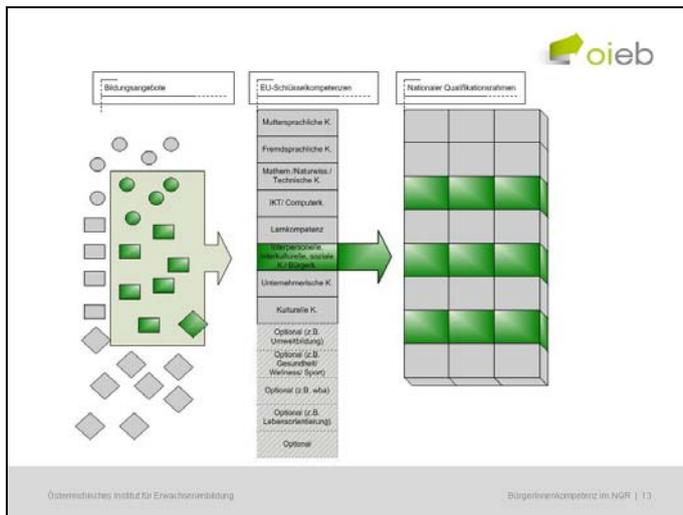 oieb
Bildungsangebote
EU-Schlüsselkompetenzen
Nationaler Qualifikationsrahmen
Muttersprachliche K.
Fremdsprachliche K.
Mathem./Naturwiss./
Technische K.
IKT/ Computerk.
Lernkompetenz
Interpersonelle,
interkulturelle, soziale
K./ Bürgerk.
Unternehmerische K.
Kulturelle K.
Optional (z.B.
Umweltbildung)
Optional (z.B.
Gesundheit/
Wellness/ Sport)
Optional (z.B. wba)
Optional (z.B.
Lebensorientierung)
Optional
Österreichisches Institut für Erwachsenenbildung
BürgerInnenkompetenz im NQR | 13